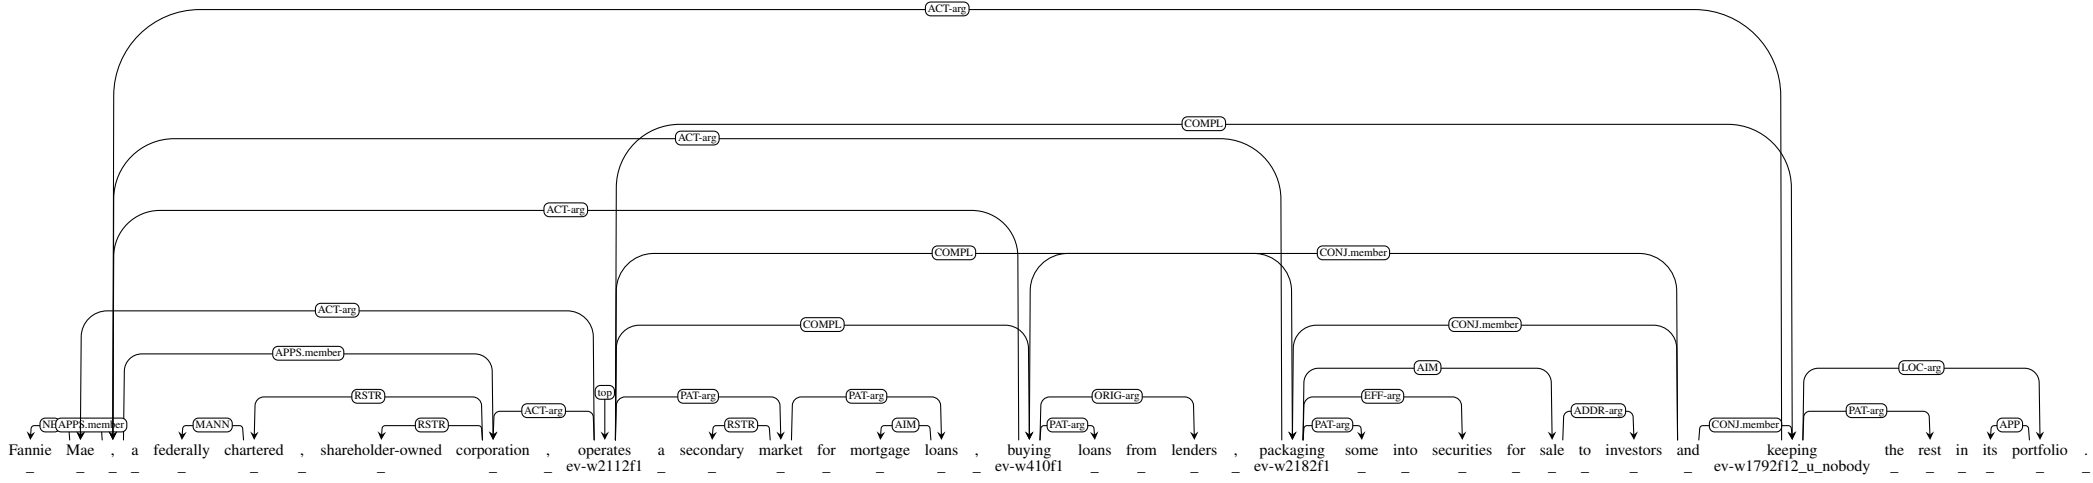 ACT-arg
COMPL
ACT-arg
ACT-arg
COMPL CONJ.member
ACT-arg
COMPL CONJ.member
APPS.member
AIM LOC-arg
top
RSTR PAT-arg PAT-arg ORIG-arg EFF-arg
ACT-arg ADDR-arg PAT-arg
NE APPS.member MANN RSTR RSTR AIM PAT-arg PAT-arg CONJ.member APP
Fannie Mae , a federally chartered , shareholder-owned corporation , operates a secondary market for mortgage loans , buying loans from lenders , packaging some into securities for sale to investors and keeping the rest in its portfolio .
_ _ _ _ _ _ _ _ _ _ ev-w2112f1 _ _ _ _ _ _ _ ev-w410f1 _ _ _ _ ev-w2182f1 _ _ _ _ _ _ _ _ ev-w1792f12_u_nobody _ _ _ _ _ _